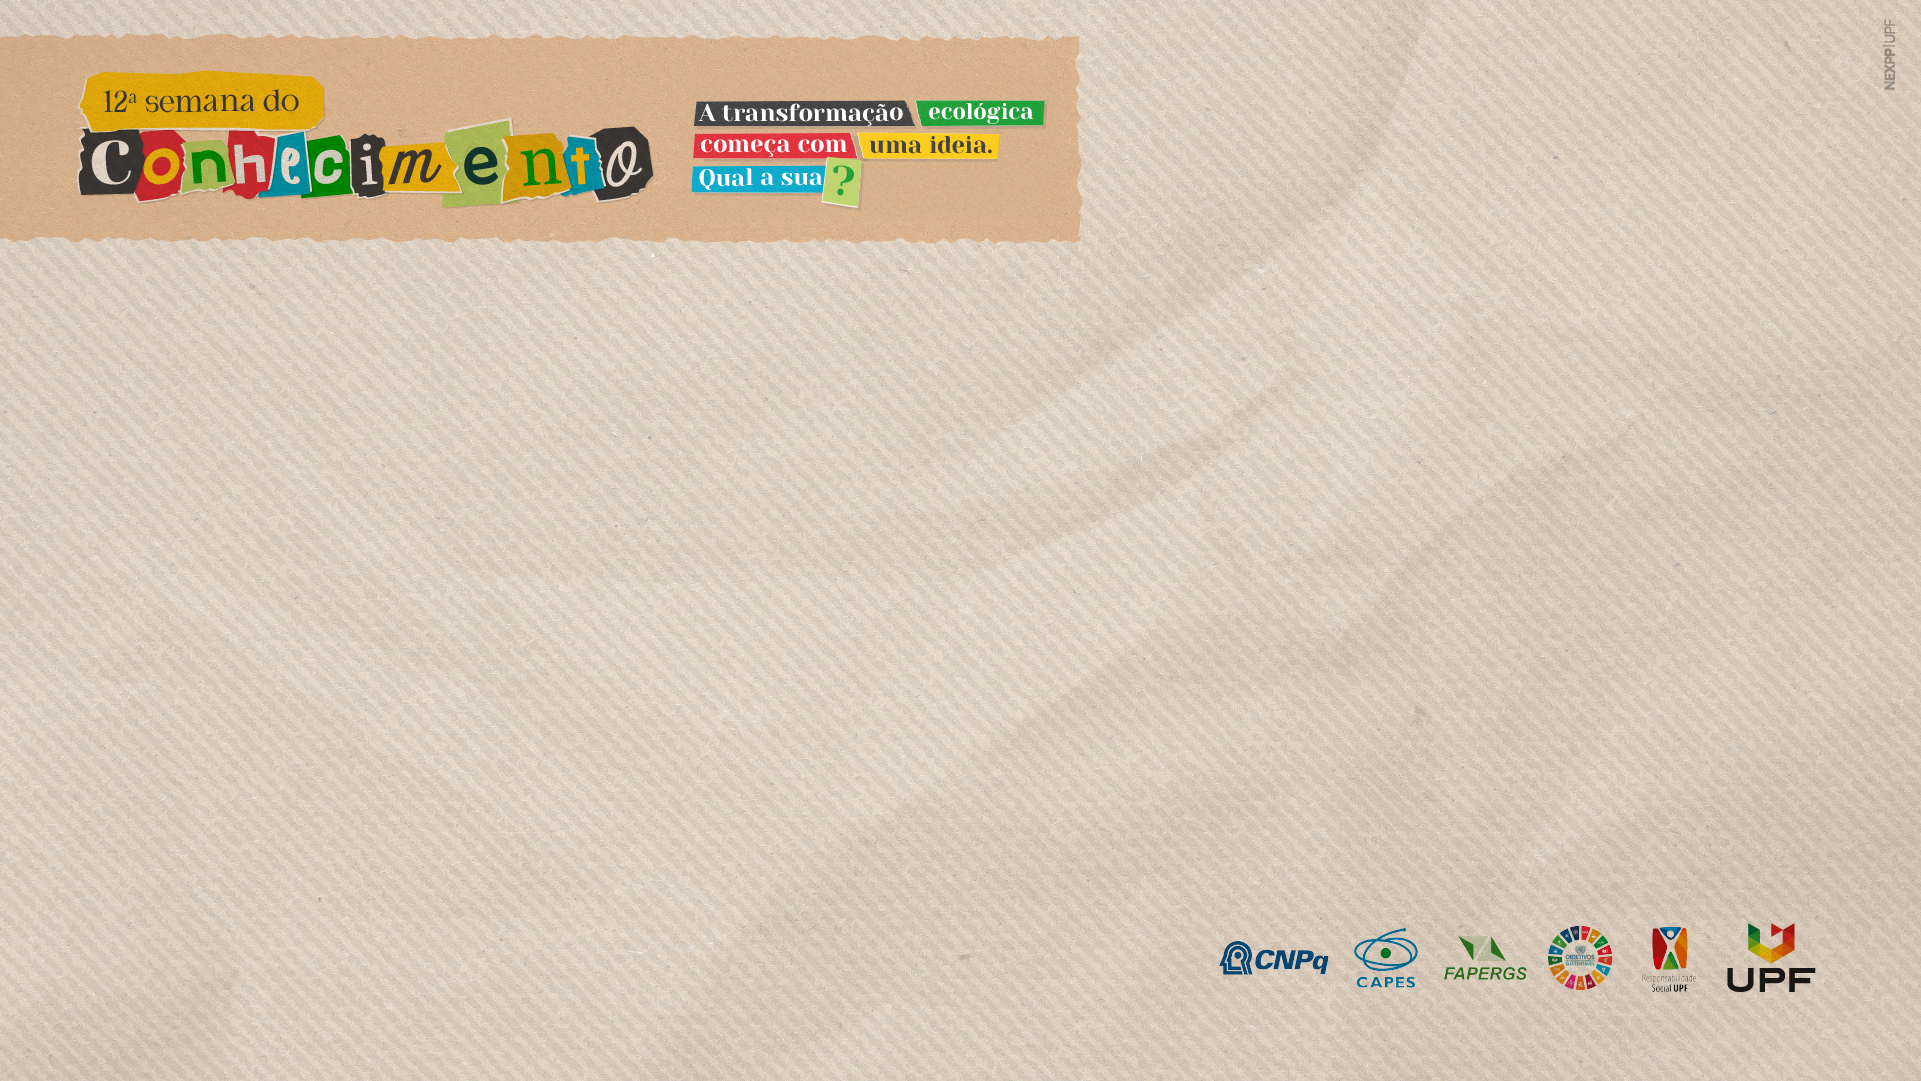 12ª semana do
conhecimento
A transformação ecológica
começa com uma ideia.
Qual a sua?
NEXPP|UPF
CNPq
CAPES
FAPERGS
OBJETIVOS
Responsabilidade
Social UPF
UPF